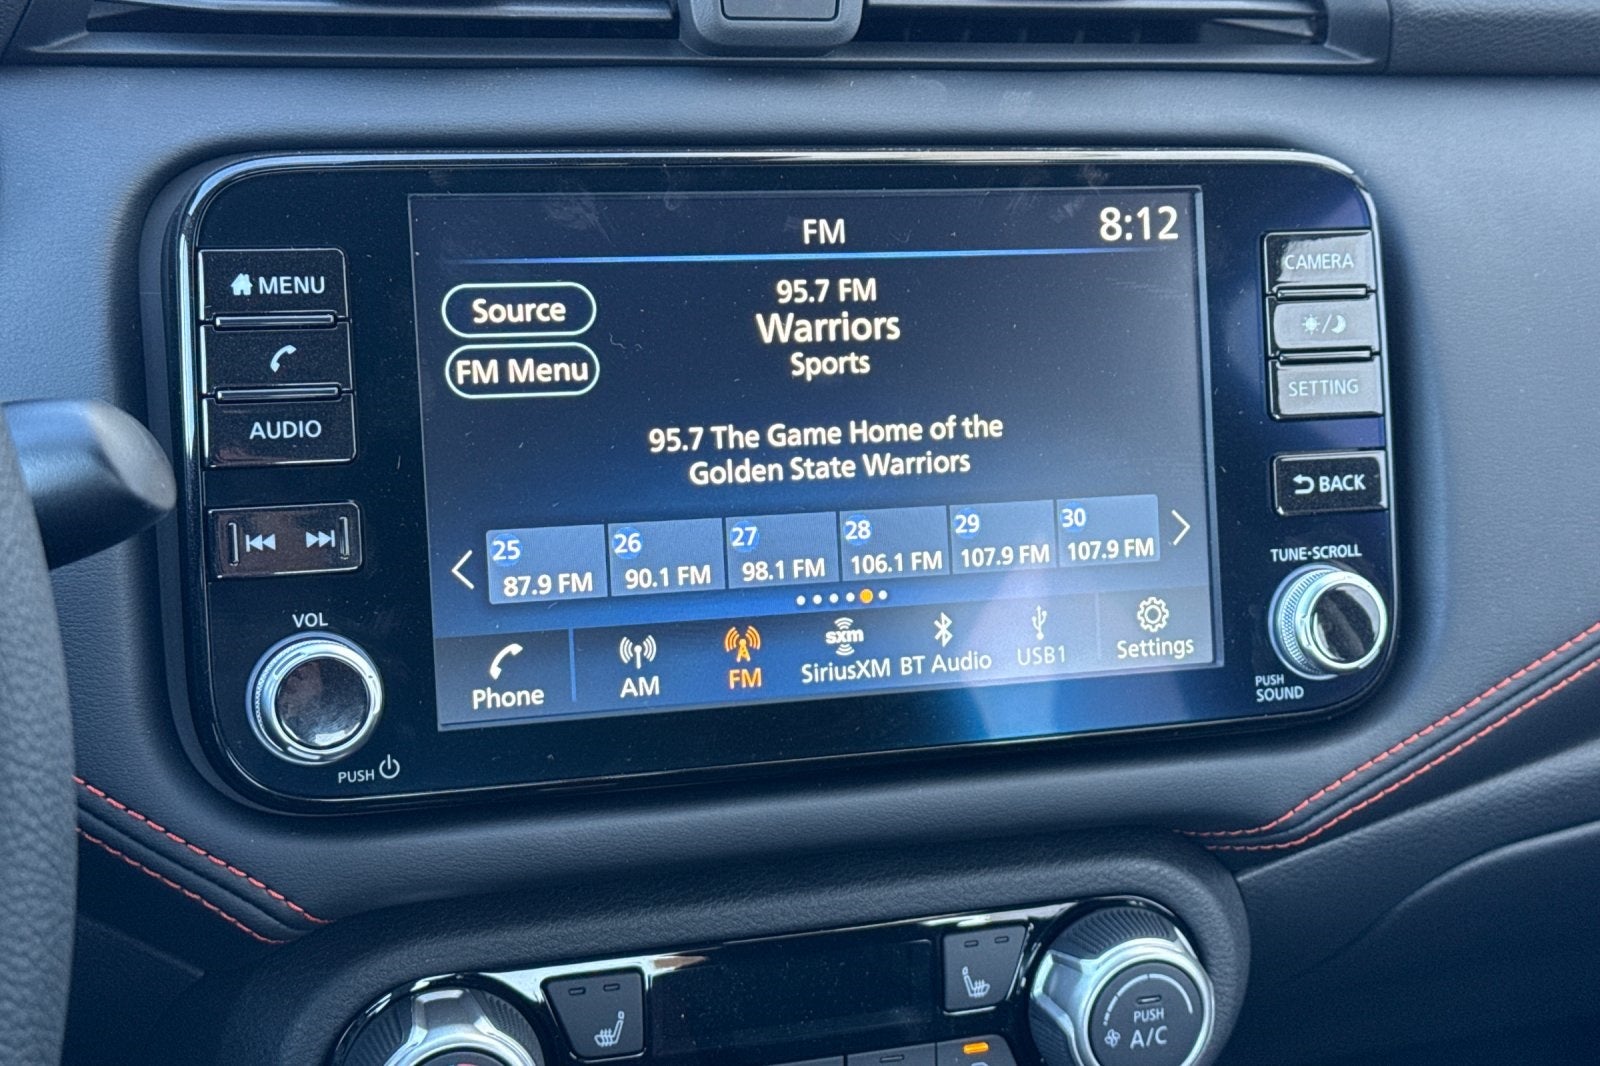 FM
8:12
MENU
AUDIO
VOL
PUSH
Source
FM Menu
95.7 FM
Warriors
Sports
95.7 The Game Home of the
Golden State Warriors
25 26 27 28 29 30
87.9 FM 90.1 FM 98.1 FM 106.1 FM 107.9 FM 107.9 FM
Phone AM FM sxm SiriusXM BT Audio USB1 Settings
CAMERA
SETTING
BACK
TUNE•SCROLL
PUSH
SOUND
PUSH
A/C